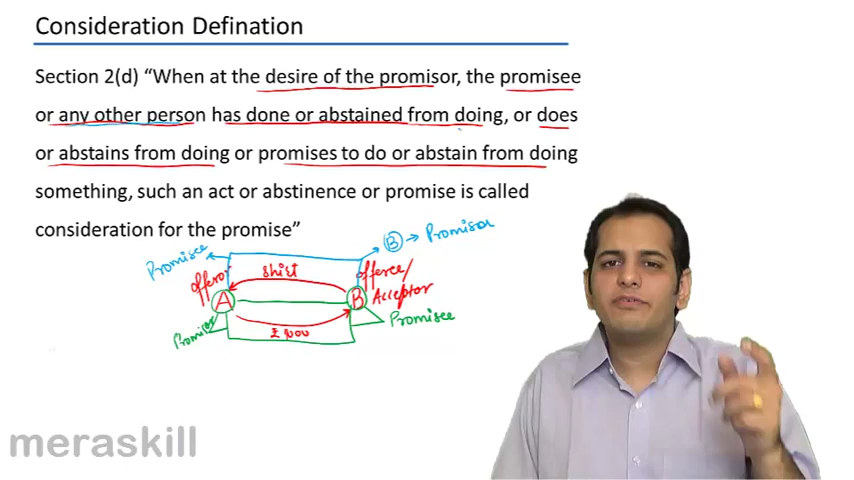 Consideration Defination
Section 2(d) “When at the desire of the promisor, the promisee
or any other person has done or abstained from doing, or does
or abstains from doing or promises to do or abstain from doing
something, such an act or abstinence or promise is called
consideration for the promise”
Promisee
B → Promisor
offeror
shirt
offeree/
Acceptor
A
B
Promisor
Promisee
meraskill